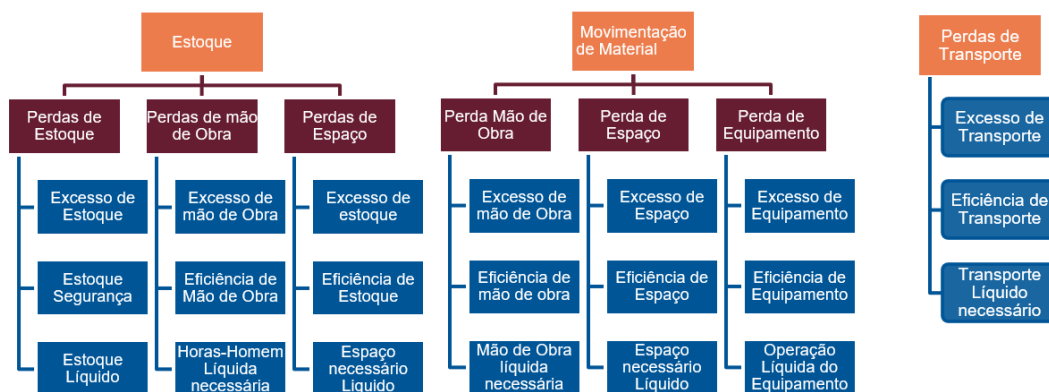 Estoque
Perdas de
Estoque
Perdas de mão
de Obra
Perdas de
Espaço
Excesso de
Estoque
Excesso de
mão de Obra
Excesso de
estoque
Estoque
Segurança
Eficiência de
Mão de Obra
Eficiência de
Estoque
Estoque
Líquido
Horas-Homem
Líquida
necessária
Espaço
necessário
Liquido
Movimentação
de Material
Perda Mão de
Obra
Perda de
Espaço
Perda de
Equipamento
Excesso de
mão de Obra
Excesso de
Espaço
Excesso de
Equipamento
Eficiência de
mão de obra
Eficiência de
Espaço
Eficiência de
Equipamento
Mão de Obra
líquida
necessária
Espaço
necessário
Líquido
Operação
Líquida do
Equipamento
Perdas de
Transporte
Excesso de
Transporte
Eficiência de
Transporte
Transporte
Líquido
necessário